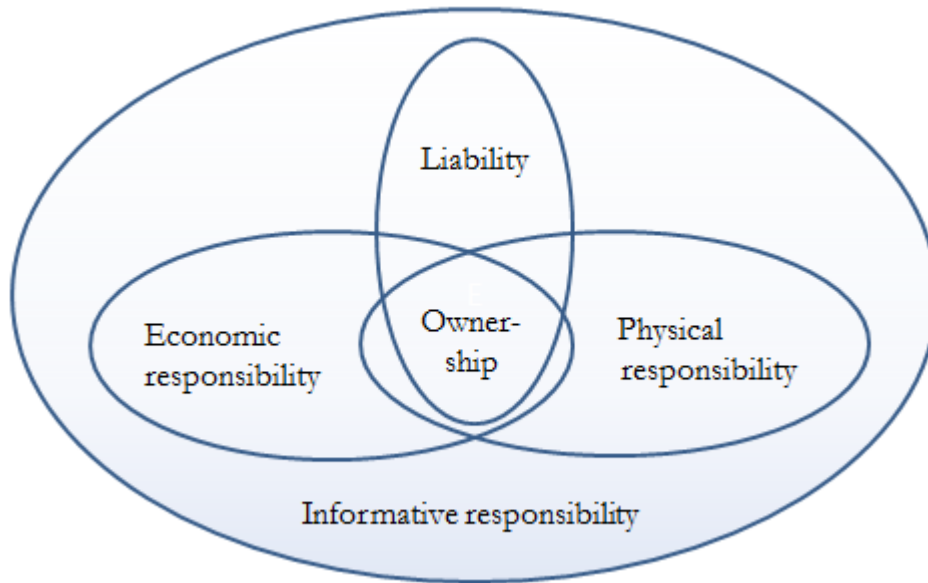 Liability
Owner-
ship
Economic
responsibility
Physical
responsibility
Informative responsibility